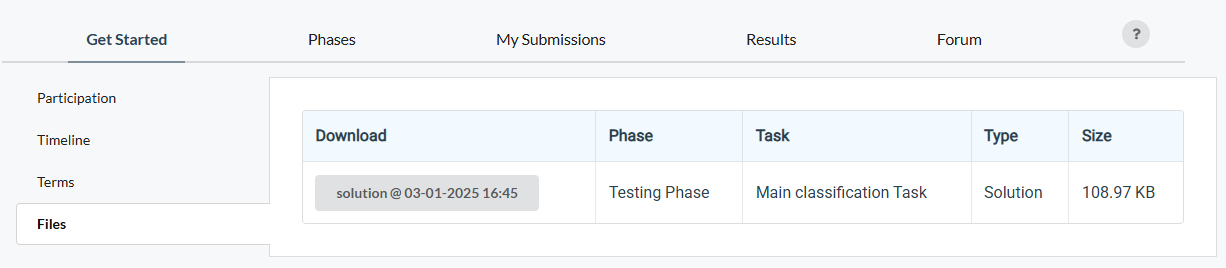 Get Started Phases My Submissions Results Forum ?
Participation
Timeline
Terms
Files
Download Phase Task Type Size
solution @ 03-01-2025 16:45 Testing Phase Main classification Task Solution 108.97 KB